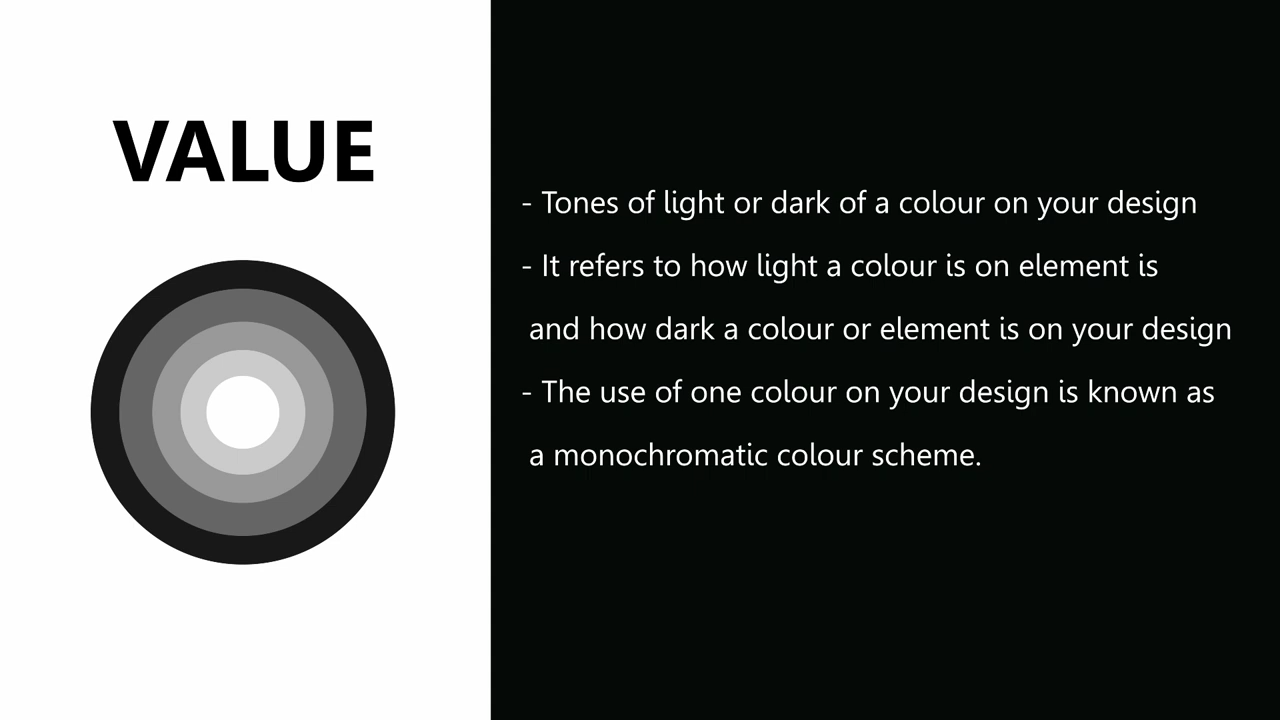 VALUE
- Tones of light or dark of a colour on your design
- It refers to how light a colour is on element is
and how dark a colour or element is on your design
- The use of one colour on your design is known as
a monochromatic colour scheme.